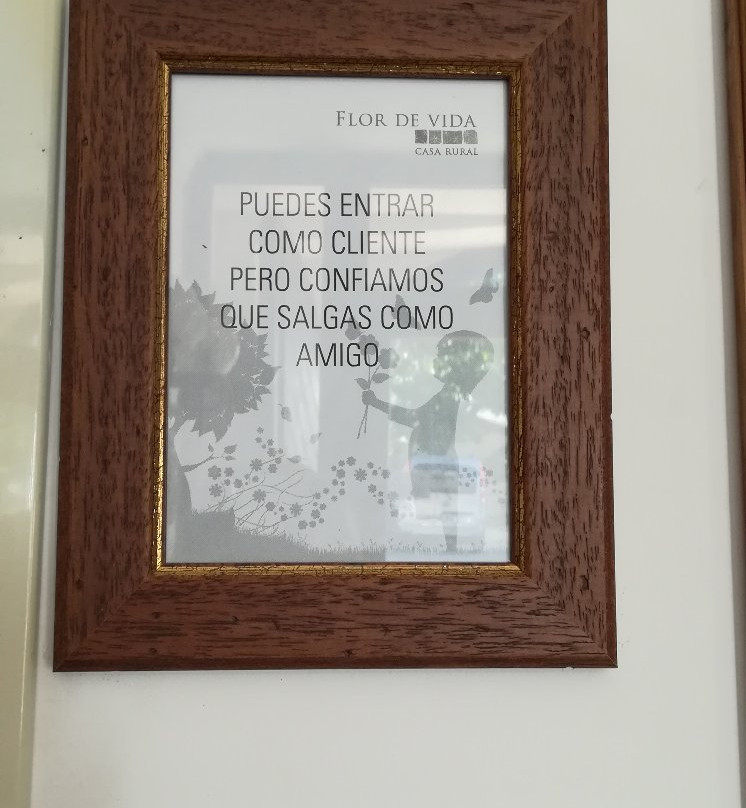 FLOR DE VIDA
CASA RURAL
PUEDES ENTRAR
COMO CLIENTE
PERO CONFIAMOS
QUE SALGAS COMO
AMIGO